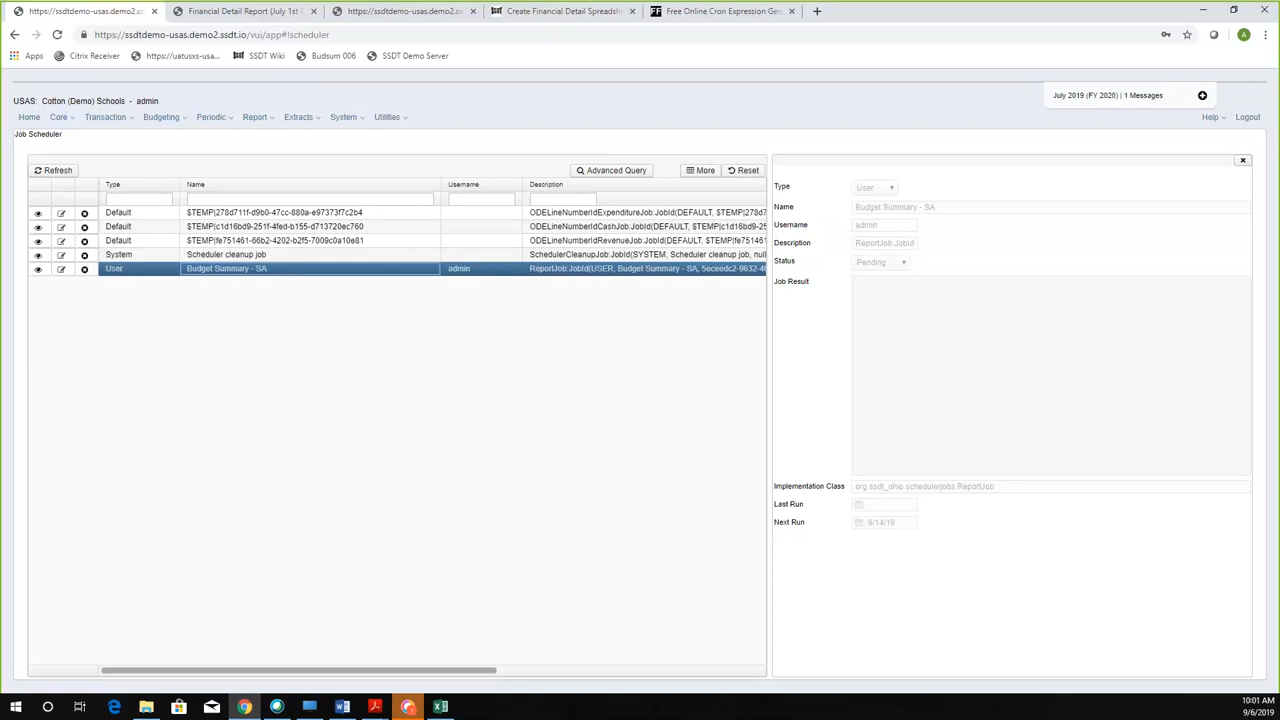 https://ssdtdemo-usas.demo2.ssdt...
Financial Detail Report (July 1st C
https://ssdtdemo-usas.demo2.ss...
Create Financial Detail Spreadshe
FF Free Online Cron Expression Gen
https://ssdtdemo-usas.demo2.ssdt.io/vui/app#!scheduler
A
Apps
Citrix Receiver
https://uatusxs-usa...
SSDT Wiki
Budsum 006
SSDT Demo Server
July 2019 (FY 2020) | 1 Messages
USAS: Cotton (Demo) Schools - admin
Home Core Transaction Budgeting Periodic Report Extracts System Utilities Help Logout
Job Scheduler
Refresh Advanced Query More Reset
Type Name Username Description
Default $TEMP|278d711f-d9b0-47cc-880a-e97373f7c2b4 ODELineNumberIdExpenditureJob:JobId(DEFAULT, $TEMP|278d7
Default $TEMP|c1d16bd9-251f-4fed-b155-d713720ec760 ODELineNumberIdCashJob:JobId(DEFAULT, $TEMP|c1d16bd9-25
Default $TEMP|fe751461-66b2-4202-b2f5-7009c0a10e81 ODELineNumberIdRevenueJob:JobId(DEFAULT, $TEMP|fe751461
System Scheduler cleanup job SchedulerCleanupJob:JobId(SYSTEM, Scheduler cleanup job, null
User Budget Summary - SA admin ReportJob:JobId(USER, Budget Summary - SA, 5eceedc2-9632-4
Type User
Name Budget Summary - SA
Username admin
Description ReportJob:JobId
Status Pending
Job Result
Implementation Class org.ssdt_ohio.schedulerjobs.ReportJob
Last Run
Next Run 9/14/19
10:01 AM
9/6/2019